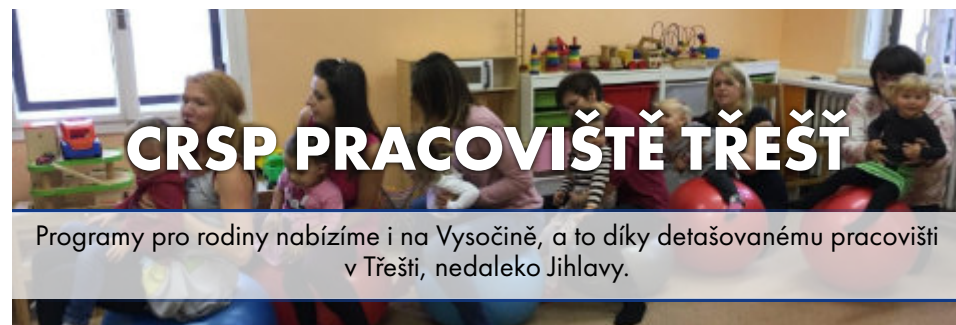 CRSP PRACOVIŠTĚ TŘEŠŤ
Programy pro rodiny nabízíme i na Vysočině, a to díky detašovanému pracovišti
v Třešti, nedaleko Jihlavy.